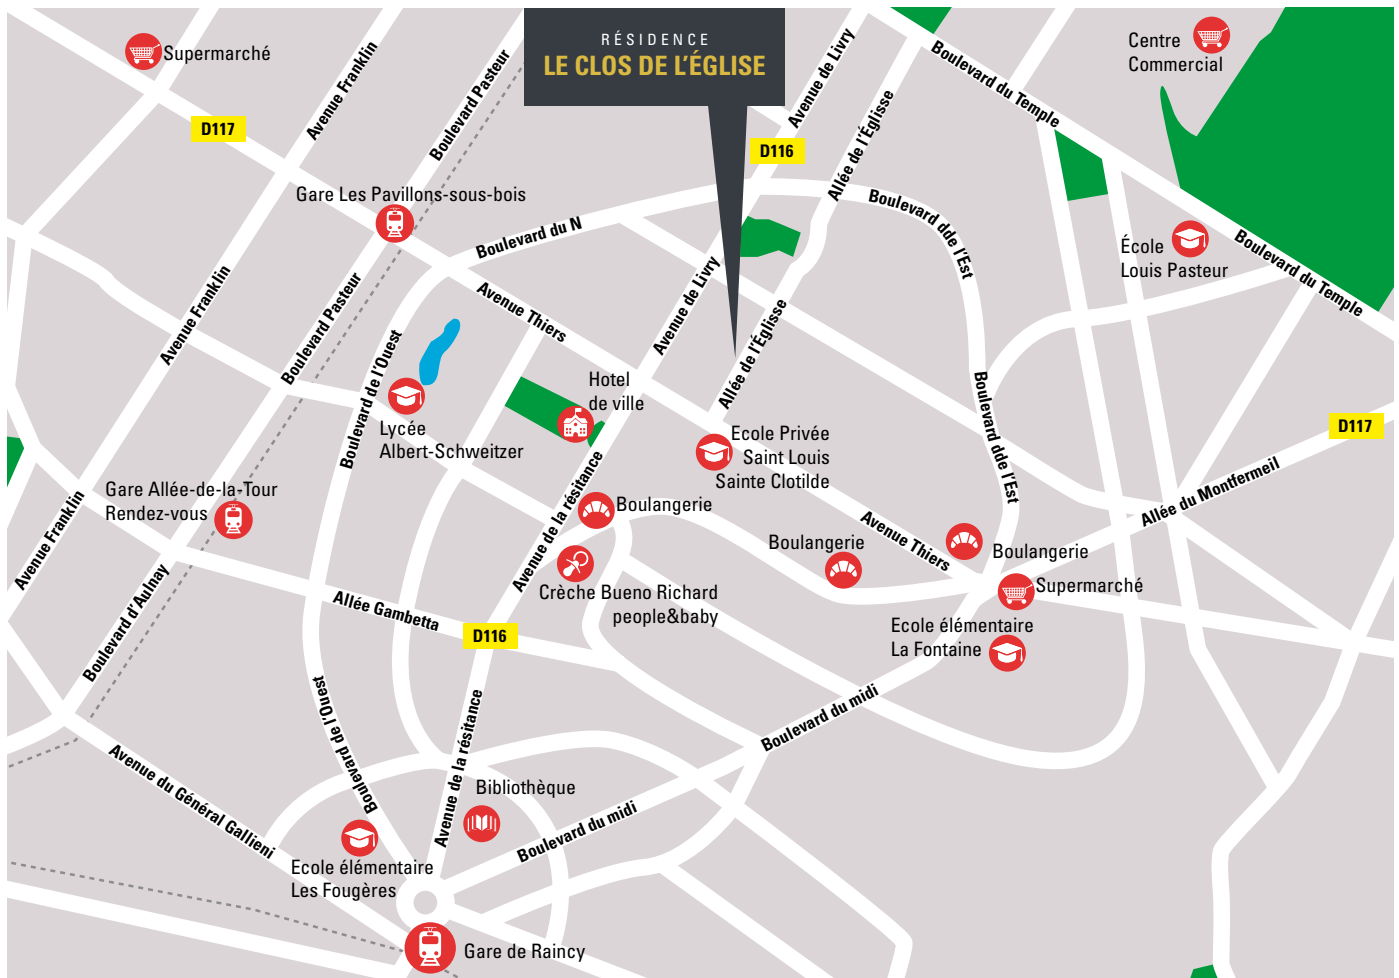 RÉSIDENCE
LE CLOS DE L'ÉGLISE
Supermarché
Avenue Franklin
Boulevard Pasteur
Avenue de Livry
Boulevard du Temple
Centre
Commercial
D117
D116
Allée de l'Églisse
Gare Les Pavillons-sous-bois
Boulevard du N
Boulevard dde l'Est
École
Louis Pasteur
Boulevard du Temple
Avenue Franklin
Boulevard Pasteur
Avenue Thiers
Avenue de Livry
Allée de l'Églisse
Boulevard de l'Ouest
Hotel
de ville
Lycée
Albert-Schweitzer
Boulevard dde l'Est
D117
Ecole Privée
Saint Louis
Sainte Clotilde
Allée du Montfermeil
Gare Allée-de-la-Tour
Rendez-vous
Avenue Franklin
Avenue de la résitance
Boulangerie
Avenue Thiers
Boulangerie
Boulangerie
Supermarché
Crèche Bueno Richard
people&baby
Boulevard d'Aulnay
Allée Gambetta
D116
Ecole élémentaire
La Fontaine
Boulevard de l'Ouest
Avenue de la résitance
Boulevard du midi
Avenue du Général Gallieni
Bibliothèque
Boulevard du midi
Ecole élémentaire
Les Fougères
Gare de Raincy